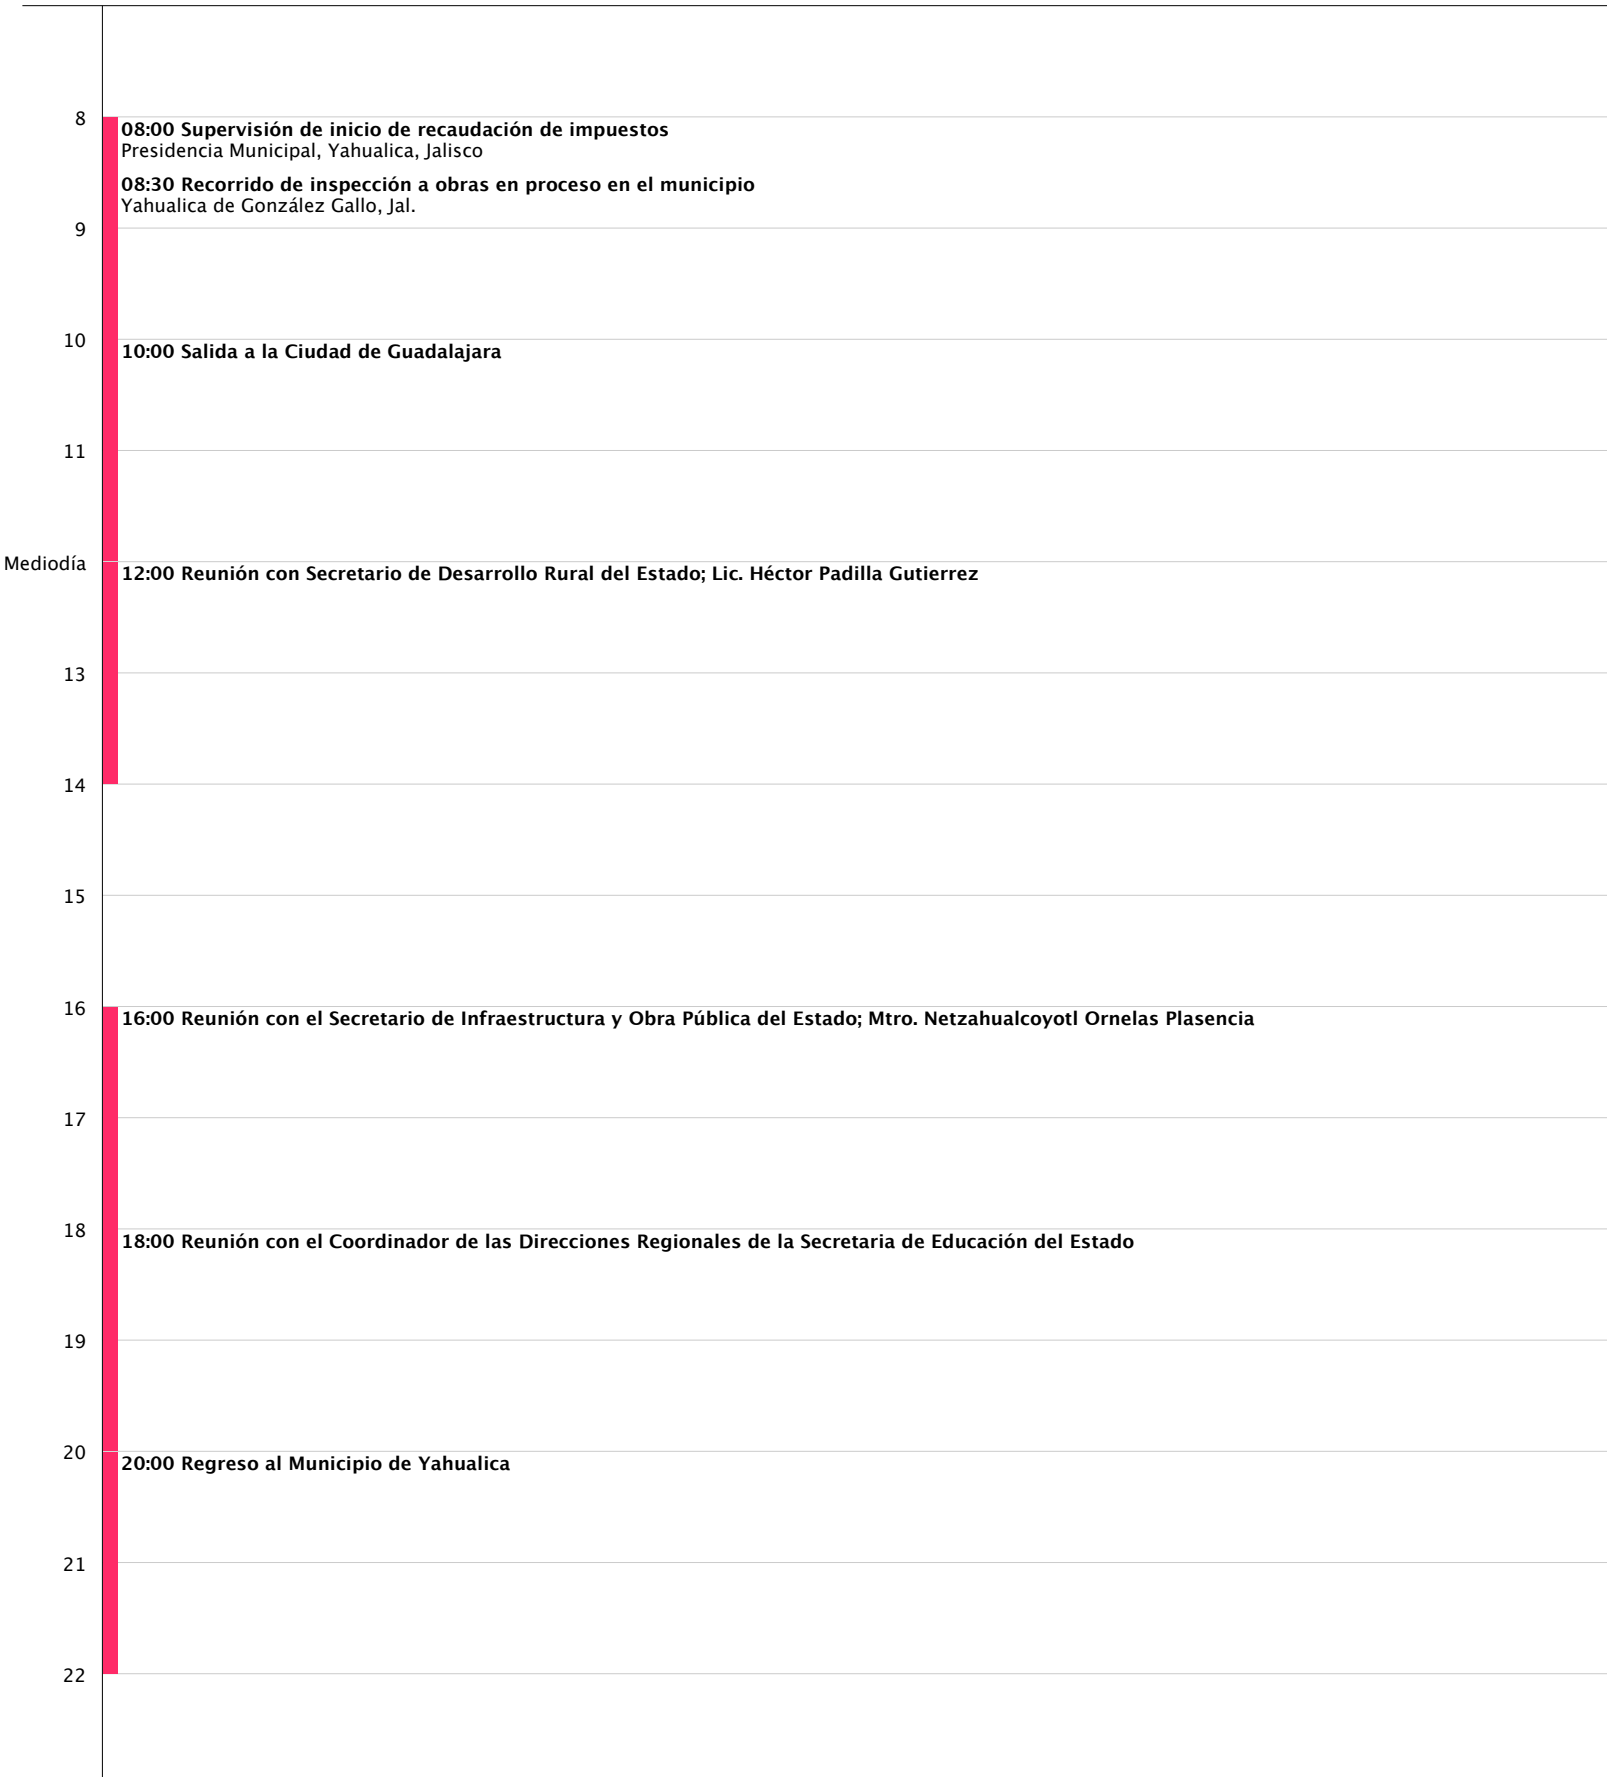 8
08:00 Supervisión de inicio de recaudación de impuestos
Presidencia Municipal, Yahualica, Jalisco
08:30 Recorrido de inspección a obras en proceso en el municipio
Yahualica de González Gallo, Jal.
9
10
10:00 Salida a la Ciudad de Guadalajara
11
Mediodía
12:00 Reunión con Secretario de Desarrollo Rural del Estado; Lic. Héctor Padilla Gutierrez
13
14
15
16
16:00 Reunión con el Secretario de Infraestructura y Obra Pública del Estado; Mtro. Netzahualcoyotl Ornelas Plasencia
17
18
18:00 Reunión con el Coordinador de las Direcciones Regionales de la Secretaria de Educación del Estado
19
20
20:00 Regreso al Municipio de Yahualica
21
22